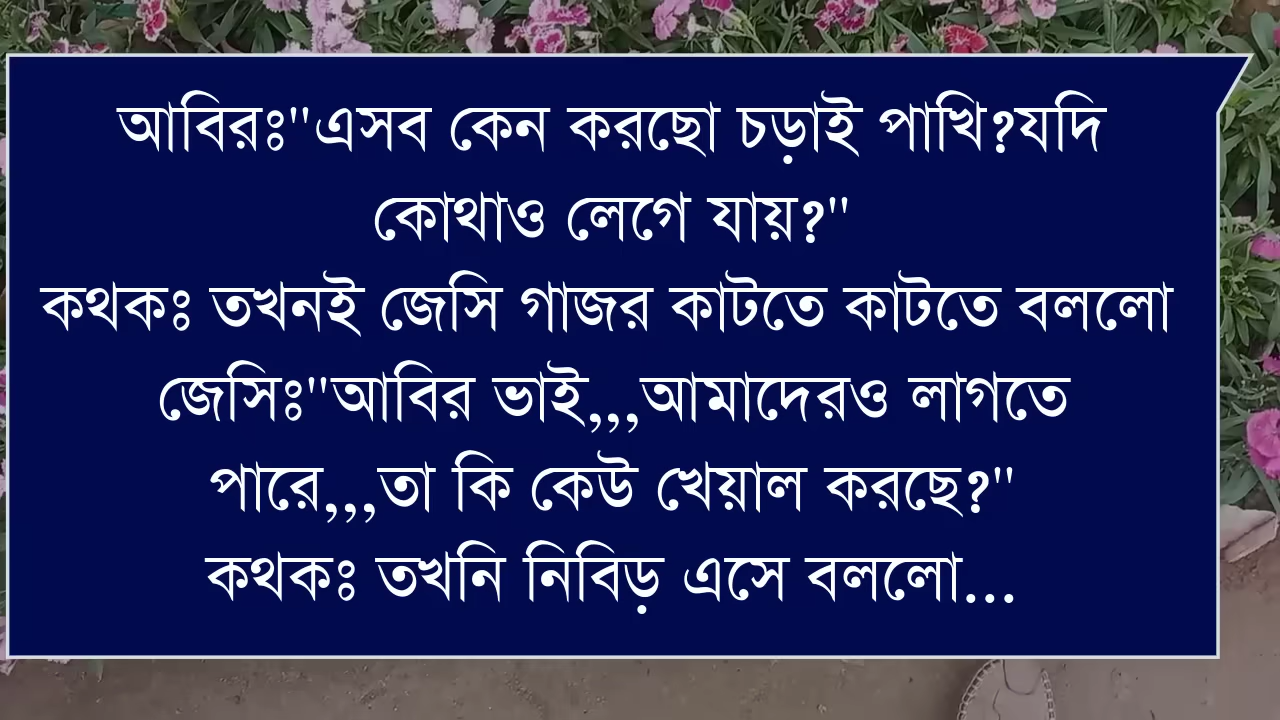 আবিরঃ"এসব কেন করছো চড়াই পাখি?যদি
কোথাও লেগে যায়?"
কথকঃ তখনই জেসি গাজর কাটতে কাটতে বললো
জেসিঃ"আবির ভাই,,,আমাদেরও লাগতে
পারে,,,তা কি কেউ খেয়াল করছে?"
কথকঃ তখনি নিবিড় এসে বললো...